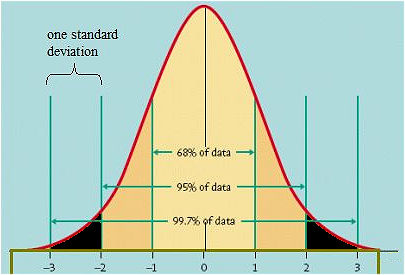 one standard
deviation
68% of data
95% of data
99.7% of data
−3 −2 −1 0 1 2 3